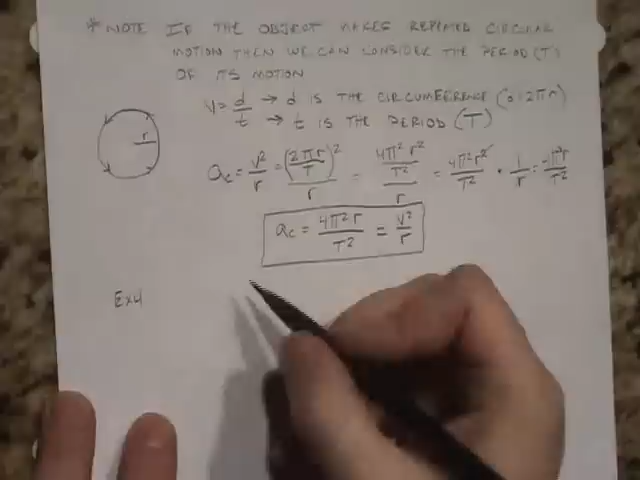 * NOTE IF THE OBJECT MAKES REPEATED CIRCULAR
MOTION THEN WE CAN CONSIDER THE PERIOD (T)
OF ITS MOTION
V = d/t → d IS THE CIRCUMFERENCE (d = 2πr)
→ t IS THE PERIOD (T)
r
ac = v²/r = (2πr/T)²/r = (4π²r²/T²)/r = 4π²r²/T² · 1/r = 4π²r/T²
ac = 4π²r/T² = v²/r
Ex4